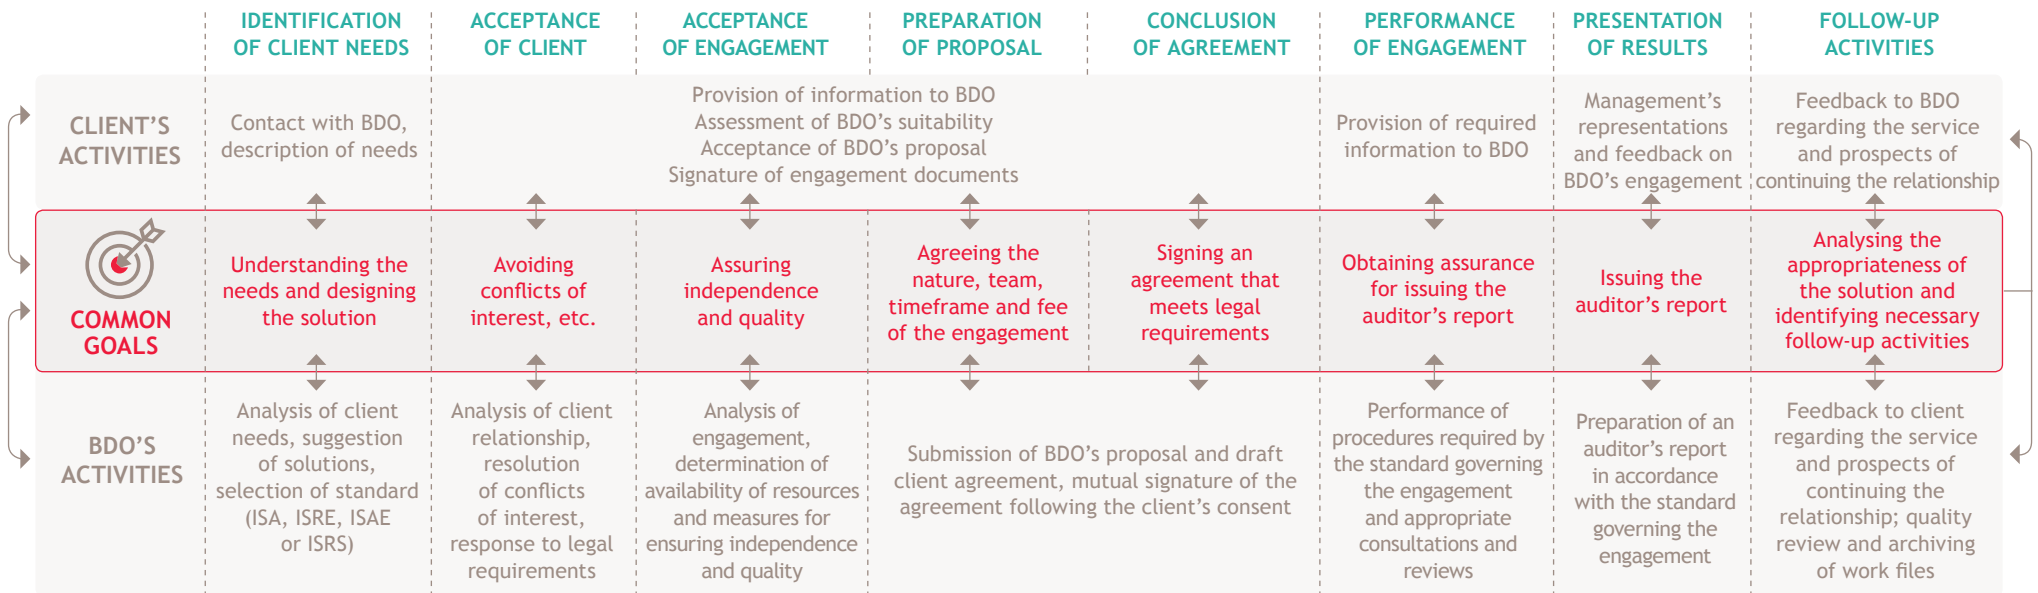 IDENTIFICATION
OF CLIENT NEEDS
ACCEPTANCE
OF CLIENT
ACCEPTANCE
OF ENGAGEMENT
PREPARATION
OF PROPOSAL
CONCLUSION
OF AGREEMENT
PERFORMANCE
OF ENGAGEMENT
PRESENTATION
OF RESULTS
FOLLOW-UP
ACTIVITIES
CLIENT'S
ACTIVITIES
Contact with BDO,
description of needs
Provision of information to BDO
Assessment of BDO's suitability
Acceptance of BDO's proposal
Signature of engagement documents
Provision of required
information to BDO
Management's
representations
and feedback on
BDO's engagement
Feedback to BDO
regarding the service
and prospects of
continuing the relationship
COMMON
GOALS
Understanding the
needs and designing
the solution
Avoiding
conflicts of
interest, etc.
Assuring
independence
and quality
Agreeing the
nature, team,
timeframe and fee
of the engagement
Signing an
agreement that
meets legal
requirements
Obtaining assurance
for issuing the
auditor's report
Issuing the
auditor's report
Analysing the
appropriateness of
the solution and
identifying necessary
follow-up activities
BDO'S
ACTIVITIES
Analysis of client
needs, suggestion
of solutions,
selection of standard
(ISA, ISRE, ISAE
or ISRS)
Analysis of client
relationship,
resolution
of conflicts
of interest,
response to legal
requirements
Analysis of
engagement,
determination of
availability of resources
and measures for
ensuring independence
and quality
Submission of BDO's proposal and draft
client agreement, mutual signature of the
agreement following the client's consent
Performance of
procedures required by
the standard governing
the engagement
and appropriate
consultations and
reviews
Preparation of an
auditor's report
in accordance
with the standard
governing the
engagement
Feedback to client
regarding the service
and prospects of
continuing the
relationship; quality
review and archiving
of work files